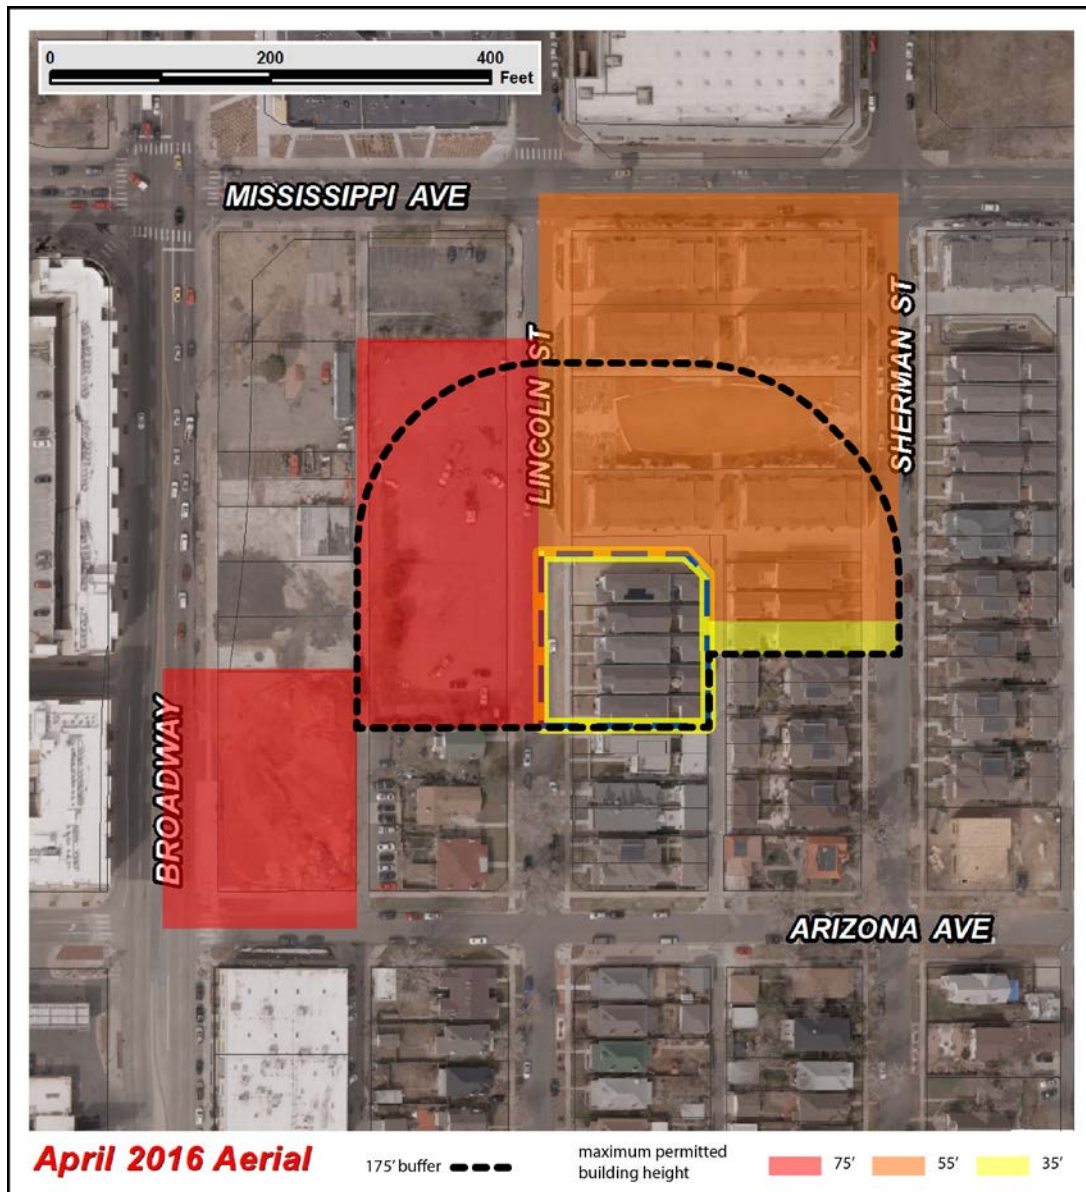 0 200 400
Feet
MISSISSIPPI AVE
LINCOLN ST
SHERMAN ST
BROADWAY
ARIZONA AVE
April 2016 Aerial
175' buffer
maximum permitted
building height
75'
55'
35'